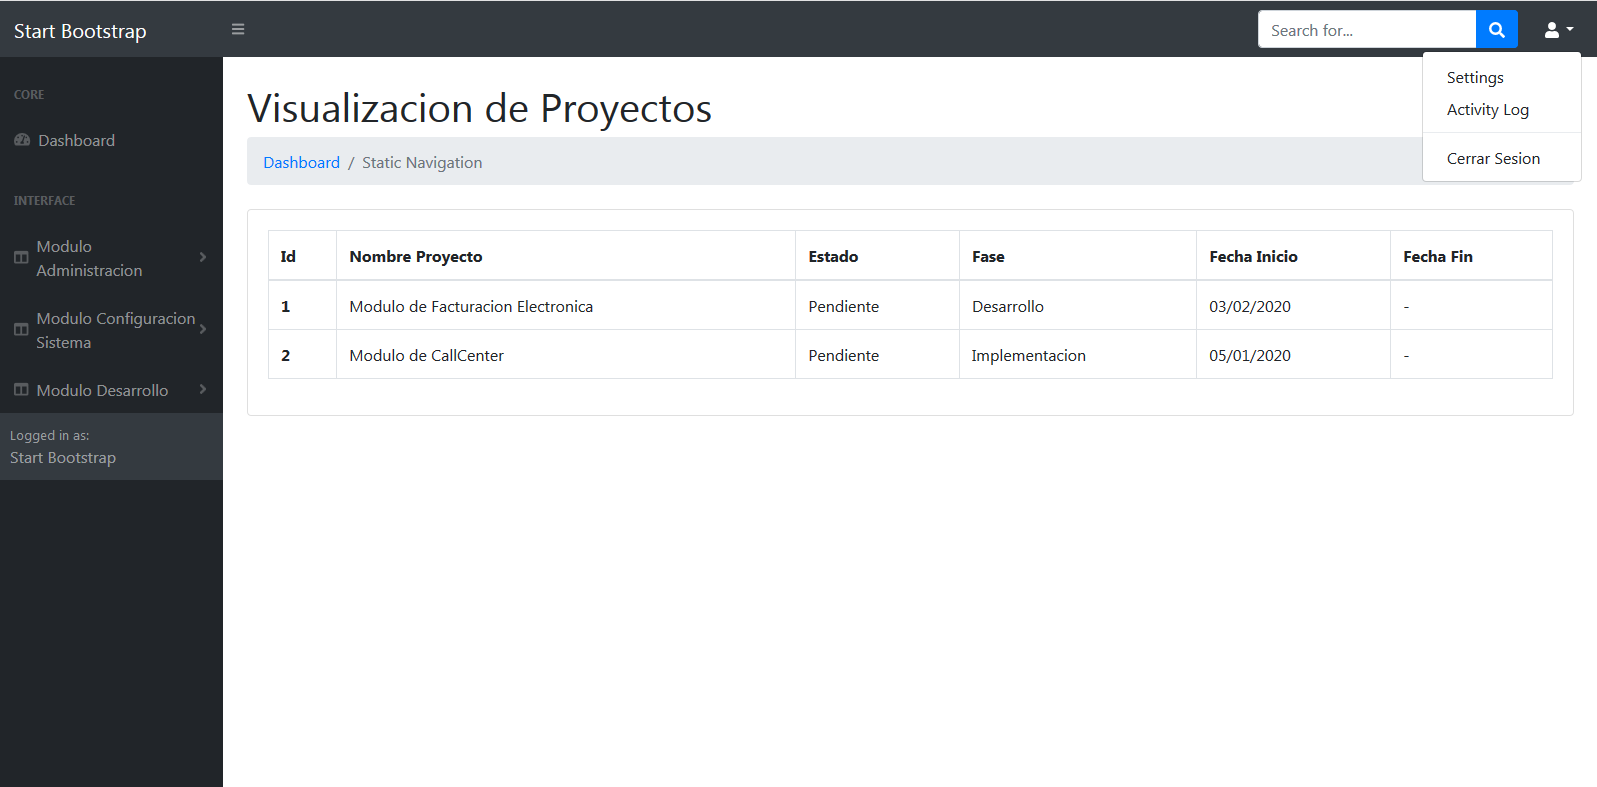 Start Bootstrap
Search for...
Settings
Activity Log
Cerrar Sesion
CORE
Dashboard
INTERFACE
Modulo
Administracion
Modulo Configuracion
Sistema
Modulo Desarrollo
Logged in as:
Start Bootstrap
Visualizacion de Proyectos
Dashboard / Static Navigation
Id Nombre Proyecto Estado Fase Fecha Inicio Fecha Fin
1 Modulo de Facturacion Electronica Pendiente Desarrollo 03/02/2020 -
2 Modulo de CallCenter Pendiente Implementacion 05/01/2020 -